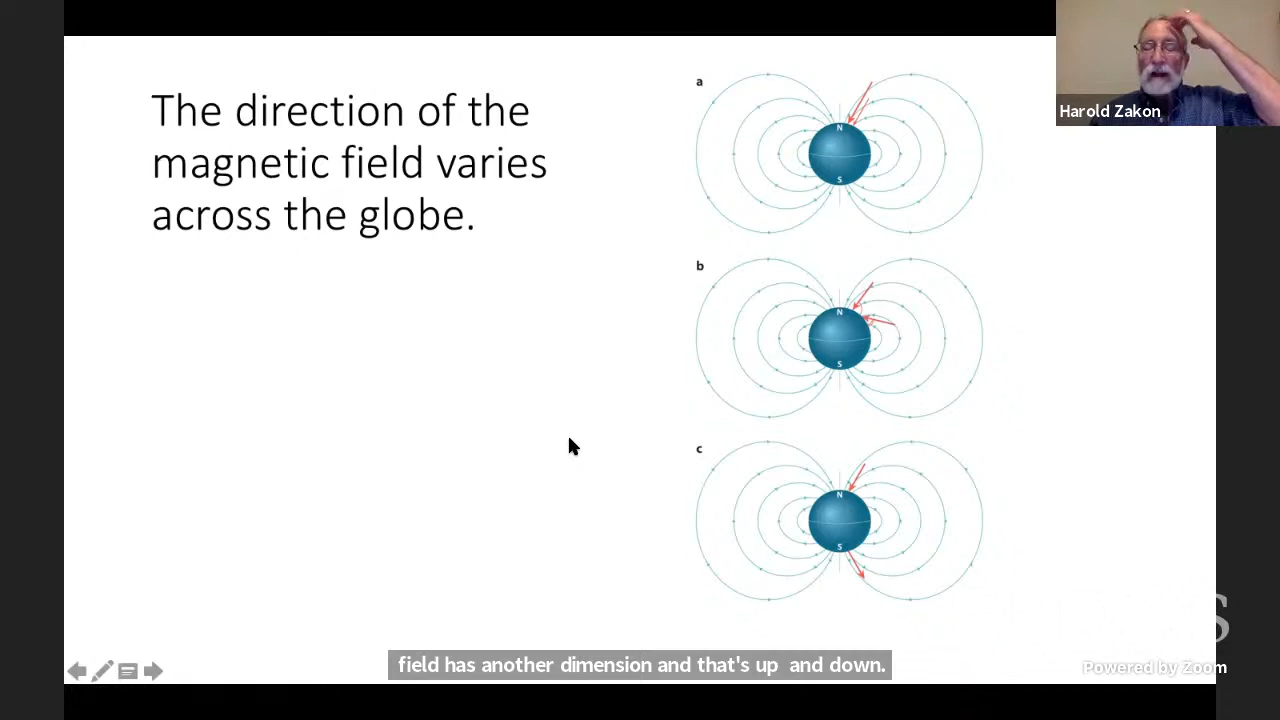 The direction of the
magnetic field varies
across the globe.
a
N
S
b
N
S
c
N
S
Harold Zakon
field has another dimension and that's up  and down.
Powered by Zoom